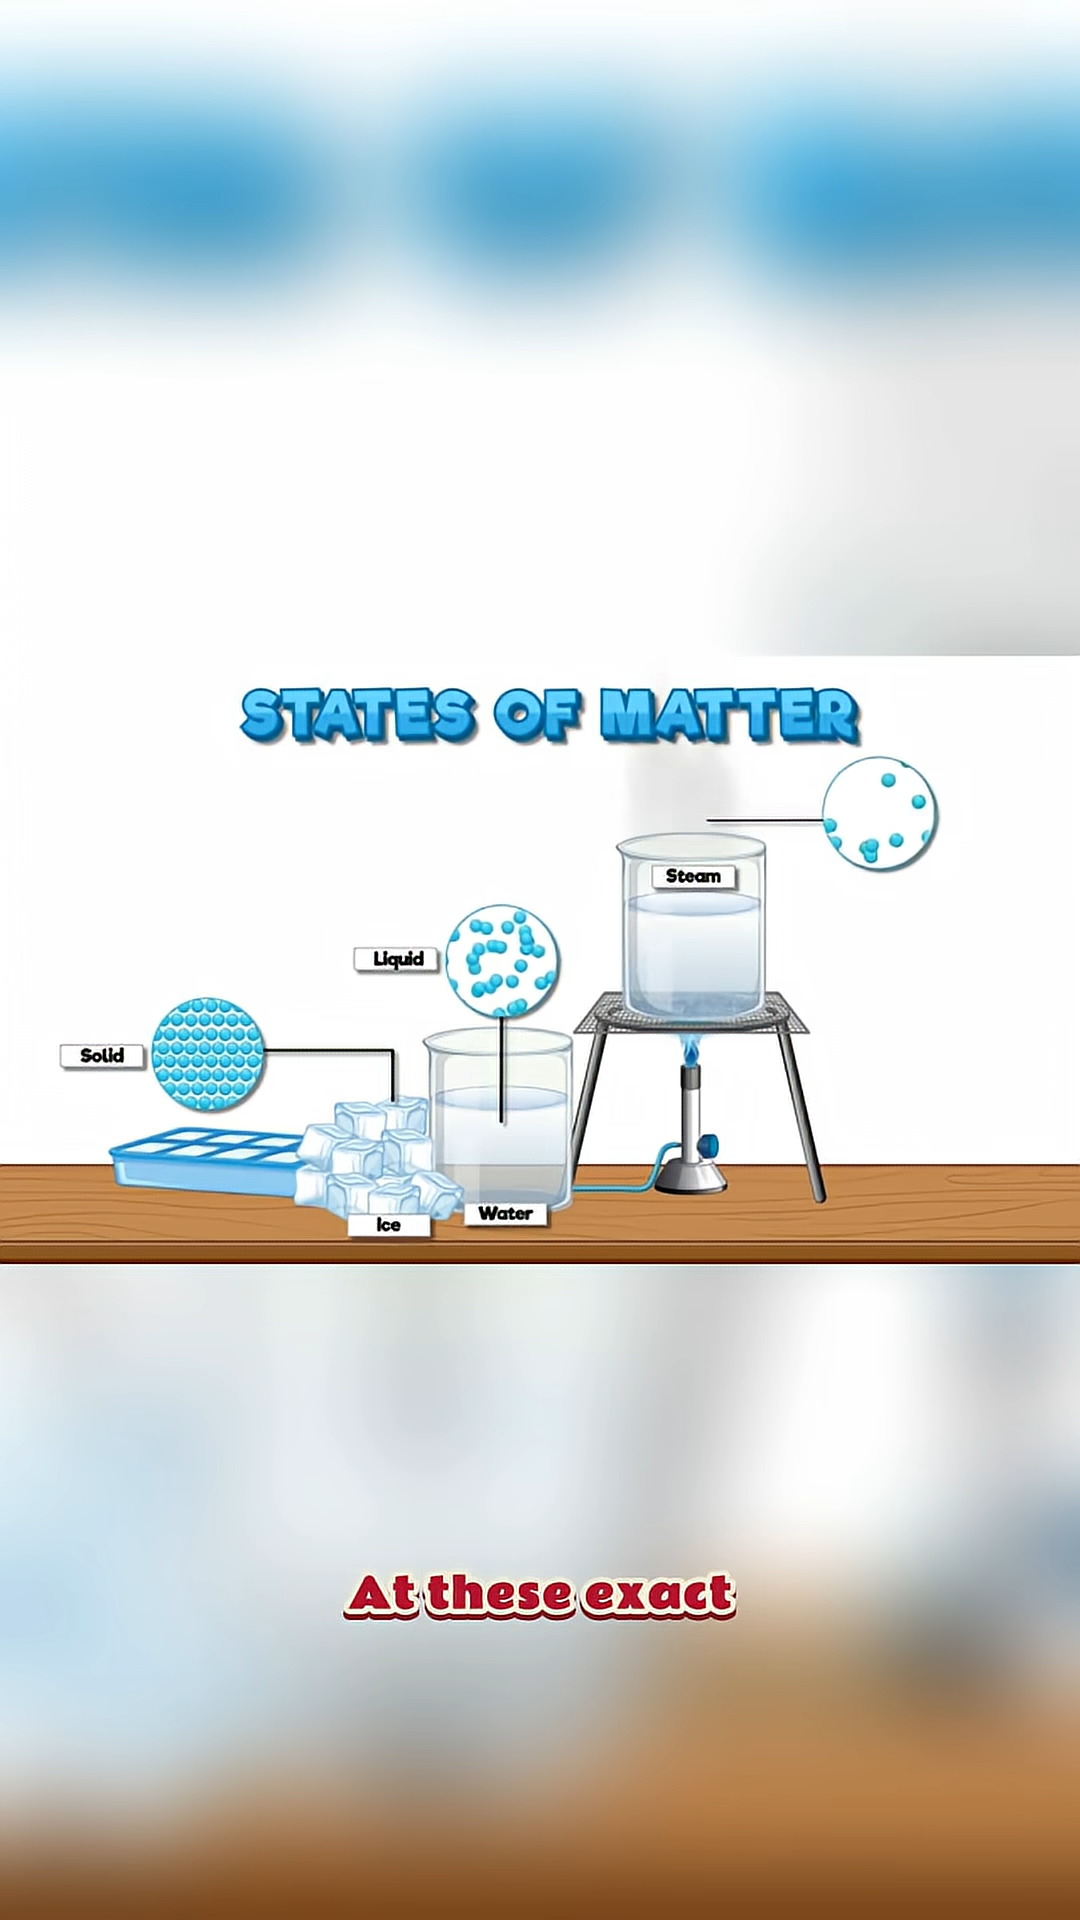 STATES OF MATTER
Steam
Liquid
Solid
Water
Ice
At these exact